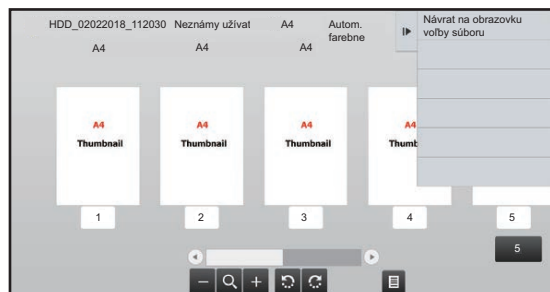 HDD_02022018_112030 Neznámy užívat A4 Autom. farebne
A4 A4
Návrat na obrazovku
voľby súboru
A4 A4 A4 A4
Thumbnail Thumbnail Thumbnail Thumb
1 2 3 4 5
5